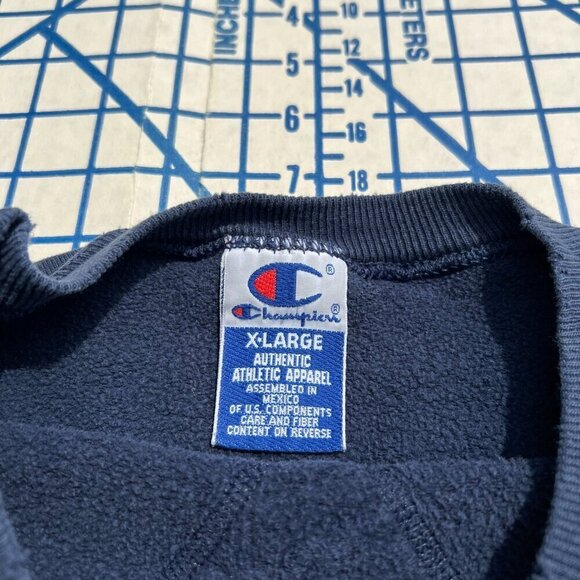 INCHE
METERS
4 10
5 12
14
6 16
7 18
®
Champion®
X-LARGE
AUTHENTIC
ATHLETIC APPAREL
ASSEMBLED IN
MEXICO
OF U.S. COMPONENTS
CARE AND FIBER
CONTENT ON REVERSE